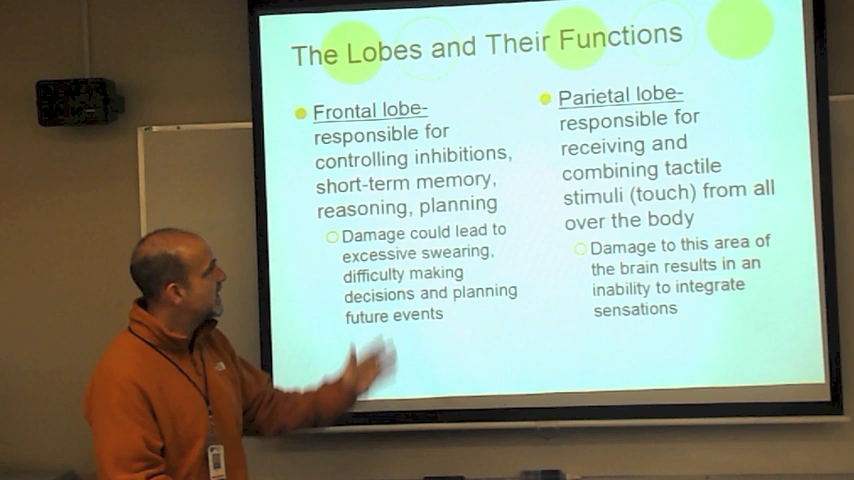 The Lobes and Their Functions
Frontal lobe-
responsible for
controlling inhibitions,
short-term memory,
reasoning, planning
Damage could lead to
excessive swearing,
difficulty making
decisions and planning
future events
Parietal lobe-
responsible for
receiving and
combining tactile
stimuli (touch) from all
over the body
Damage to this area of
the brain results in an
inability to integrate
sensations